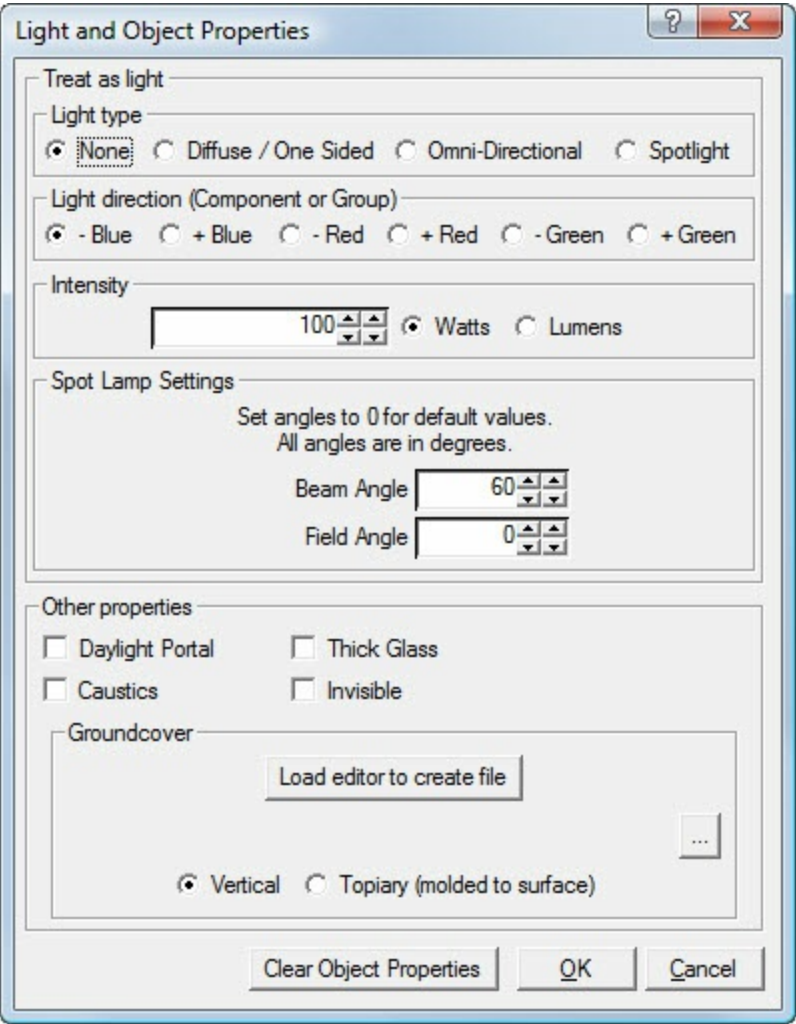 Light and Object Properties
Treat as light
Light type
None Diffuse / One Sided Omni-Directional Spotlight
Light direction (Component or Group)
- Blue + Blue - Red + Red - Green + Green
Intensity
100 Watts Lumens
Spot Lamp Settings
Set angles to 0 for default values.
All angles are in degrees.
Beam Angle 60
Field Angle 0
Other properties
Daylight Portal Thick Glass
Caustics Invisible
Groundcover
Load editor to create file
...
Vertical Topiary (molded to surface)
Clear Object Properties OK Cancel